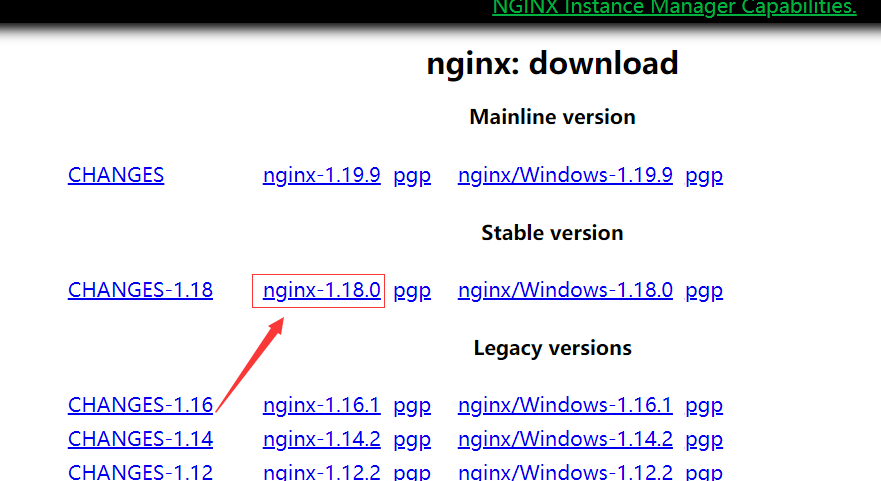 NGINX Instance Manager Capabilities.
nginx: download
Mainline version
CHANGES nginx-1.19.9 pgp nginx/Windows-1.19.9 pgp
Stable version
CHANGES-1.18 nginx-1.18.0 pgp nginx/Windows-1.18.0 pgp
Legacy versions
CHANGES-1.16 nginx-1.16.1 pgp nginx/Windows-1.16.1 pgp
CHANGES-1.14 nginx-1.14.2 pgp nginx/Windows-1.14.2 pgp
CHANGES-1.12 nginx-1.12.2 pgp nginx/Windows-1.12.2 pgp